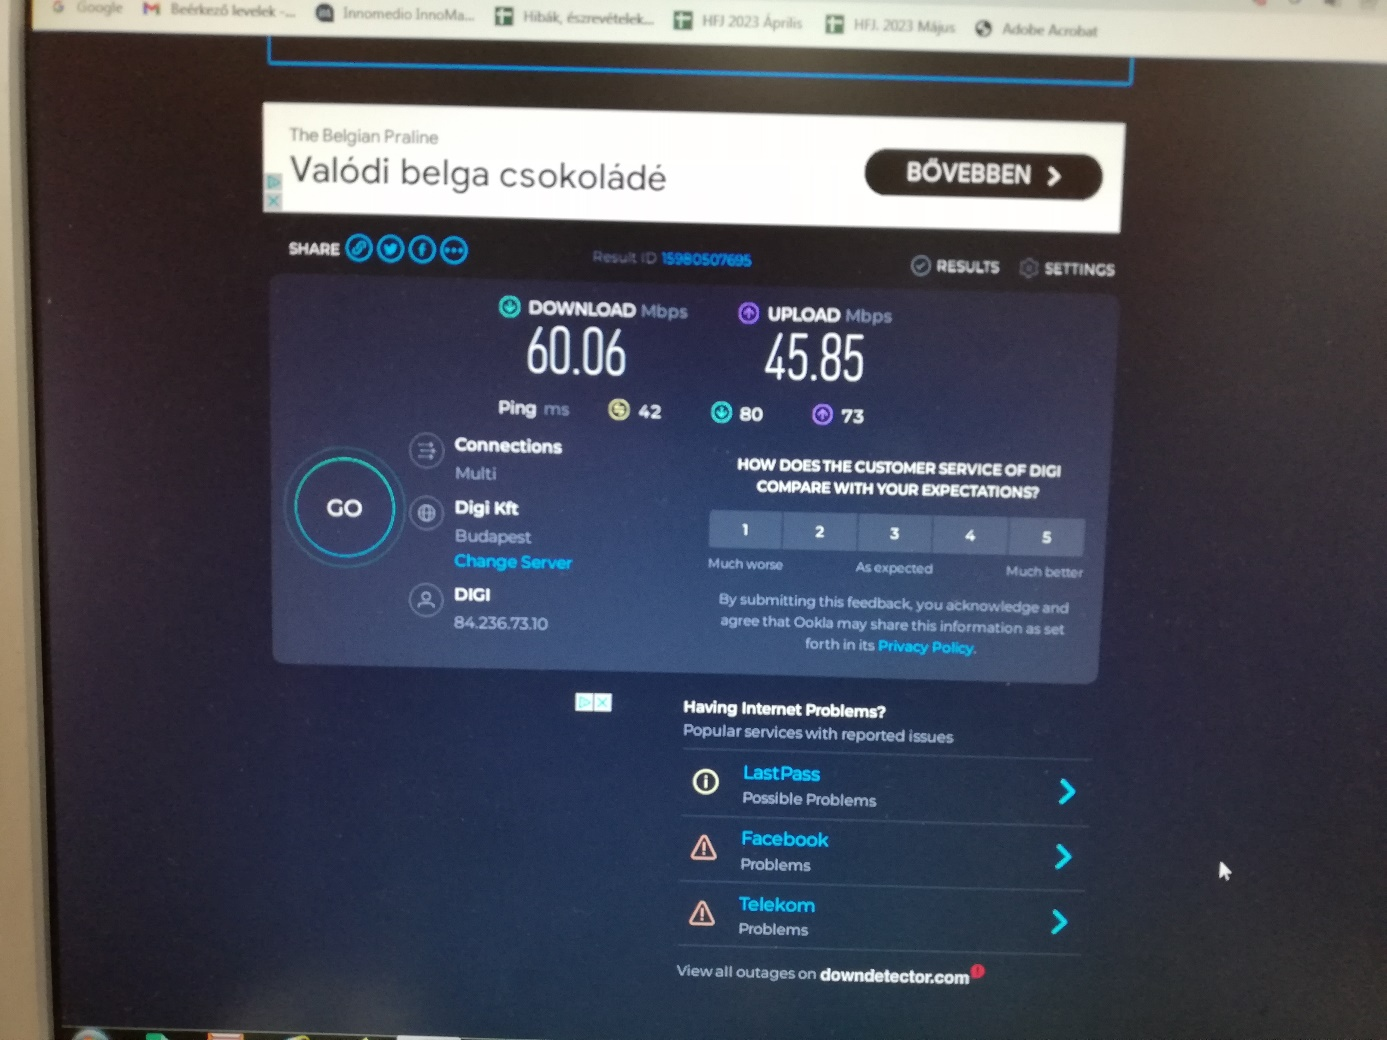 Google
Beérkező levelek -...
Innomedio InnoMa...
Hibák, észrevételek...
HFJ 2023 Április
HFJ. 2023 Május
Adobe Acrobat
The Belgian Praline
Valódi belga csokoládé
BŐVEBBEN
SHARE
Result ID 15980507695
RESULTS
SETTINGS
DOWNLOAD Mbps
60.06
UPLOAD Mbps
45.85
Ping ms
42
80
73
GO
Connections
Multi
Digi Kft
Budapest
Change Server
DIGI
84.236.73.10
HOW DOES THE CUSTOMER SERVICE OF DIGI
COMPARE WITH YOUR EXPECTATIONS?
1 2 3 4 5
Much worse As expected Much better
By submitting this feedback, you acknowledge and
agree that Ookla may share this information as set
forth in its Privacy Policy.
Having Internet Problems?
Popular services with reported issues
LastPass
Possible Problems
Facebook
Problems
Telekom
Problems
View all outages on downdetector.com